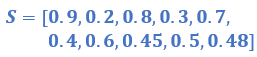 S = [0.9, 0.2, 0.8, 0.3, 0.7,
0.4, 0.6, 0.45, 0.5, 0.48]